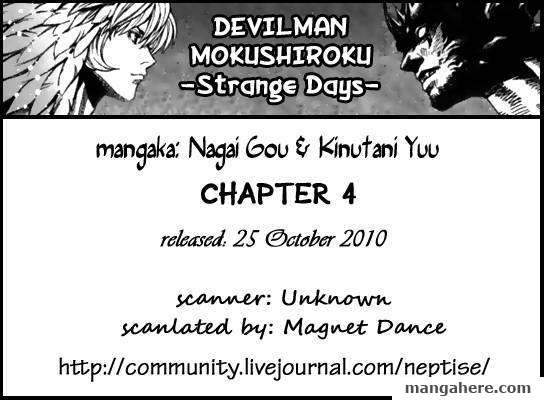 DEVILMAN
MOKUSHIROKU
-Strange Days-
mangaka: Nagai Gou & Kinutani Yuu
CHAPTER 4
released: 25 October 2010
scanner: Unknown
scanlated by: Magnet Dance
http://community.livejournal.com/neptise/
mangahere.com